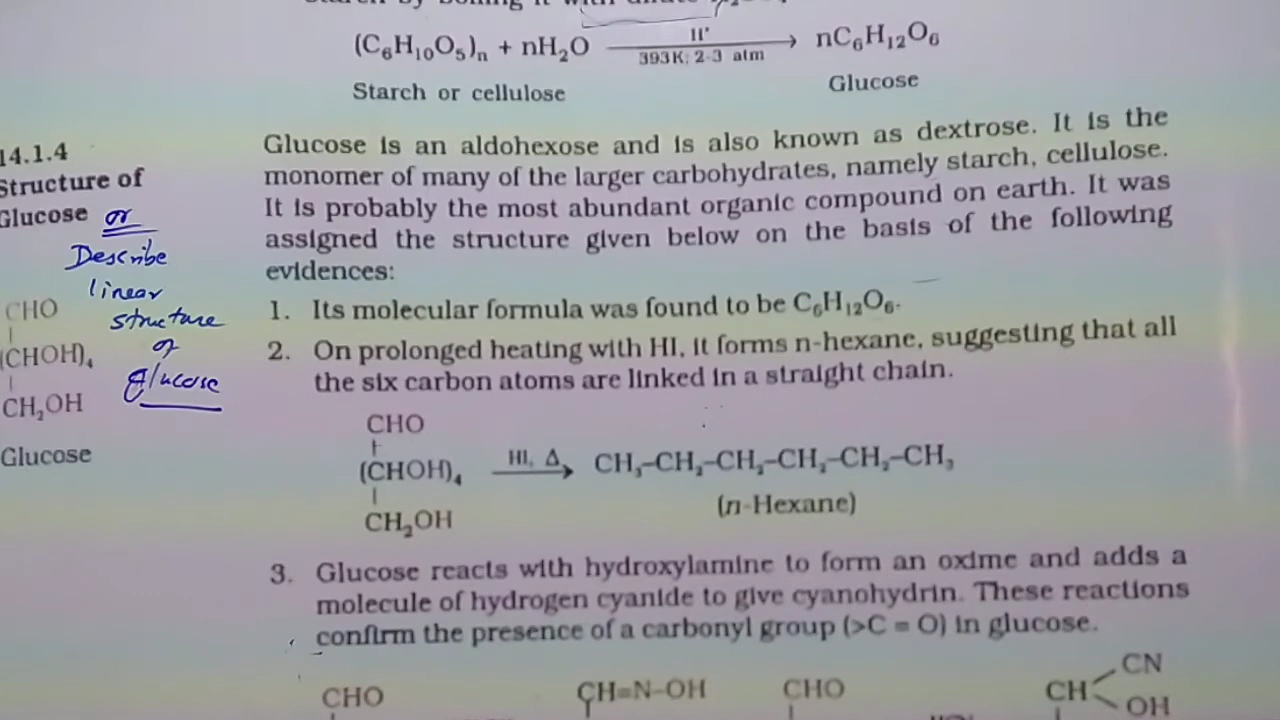 Starch by boiling it with dilute
(C₆H₁₀O₅)ₙ + nH₂O
H⁺
393 K; 2-3 atm
nC₆H₁₂O₆
Starch or cellulose
Glucose
14.1.4
Structure of
Glucose or
Describe
linear
structure
of
Glucose
CHO
(CHOH)₄
CH₂OH
Glucose
Glucose is an aldohexose and is also known as dextrose. It is the
monomer of many of the larger carbohydrates, namely starch, cellulose.
It is probably the most abundant organic compound on earth. It was
assigned the structure given below on the basis of the following
evidences:
1. Its molecular formula was found to be C₆H₁₂O₆.
2. On prolonged heating with HI, it forms n-hexane, suggesting that all
the six carbon atoms are linked in a straight chain.
CHO
(CHOH)₄
CH₂OH
HI, Δ
CH₃–CH₂–CH₂–CH₂–CH₂–CH₃
(n-Hexane)
3. Glucose reacts with hydroxylamine to form an oxime and adds a
molecule of hydrogen cyanide to give cyanohydrin. These reactions
confirm the presence of a carbonyl group (>C = O) in glucose.
CHO
CH=N–OH
CHO
CH
CN
OH